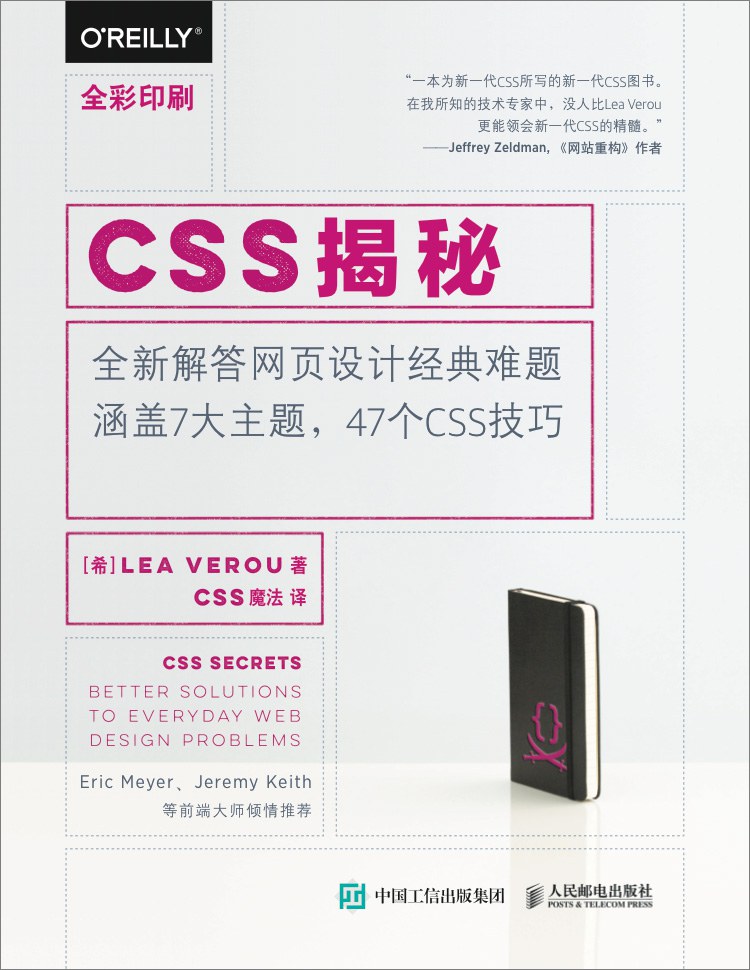 O'REILLY®
全彩印刷
“一本为新一代CSS所写的新一代CSS图书。
在我所知的技术专家中，没人比Lea Verou
更能领会新一代CSS的精髓。”
——Jeffrey Zeldman, 《网站重构》作者
CSS揭秘
全新解答网页设计经典难题
涵盖7大主题，47个CSS技巧
[希]LEA VEROU 著
CSS魔法 译
CSS SECRETS
BETTER SOLUTIONS
TO EVERYDAY WEB
DESIGN PROBLEMS
Eric Meyer、Jeremy Keith
等前端大师倾情推荐
{}
中国工信出版集团
人民邮电出版社
POSTS & TELECOM PRESS